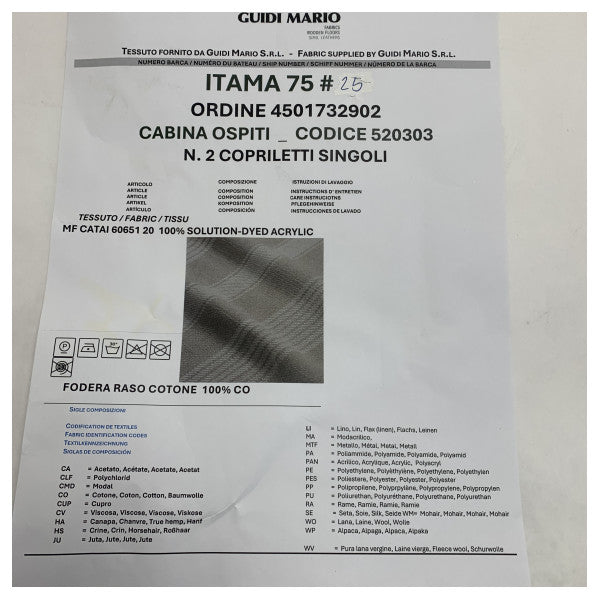 GUIDI MARIO
FABRICS
WOODEN FLOORS
SIMIL LEATHERS
TESSUTO FORNITO DA GUIDI MARIO S.R.L. - FABRIC SUPPLIED BY GUIDI MARIO S.R.L.
NUMERO BARCA / NUMÉRO DU BATEAU / SHIP NUMBER / SCHIFF NUMMER / NÚMERO DE LA BARCA
ITAMA 75 # 25
ORDINE 4501732902
CABINA OSPITI _ CODICE 520303
N. 2 COPRILETTI SINGOLI
ARTICOLO COMPOSIZIONE ISTRUZIONI DI LAVAGGIO
ARTICLE COMPOSITION INSTRUCTIONS D' ENTRETIEN
ARTICLE COMPOSITION CARE INSTRUCIOTNS
ARTIKEL KOMPOSITION PFLEGEHINWEISE
ARTÍCULO COMPOSICIÓN INSTRUCCIONES DE LAVADO
TESSUTO / FABRIC / TISSU
MF CATAI 60651 20 100% SOLUTION-DYED ACRYLIC
P
30°
FODERA RASO COTONE 100% CO
SIGLE COMPOSIZIONI
CODIFICATION DE TEXTILES
FABRIC IDENTIFICATION CODES
TEXTILKENNZEICHNUNG
SIGLAS DE COMPOSICIÓN
CA = Acetato, Acétate, Acetate, Acetat
CLF = Polychlorid
CMD = Modal
CO = Cotone, Coton, Cotton, Baumwolle
CUP = Cupro
CV = Viscosa, Viscose, Viscose, Viskose
HA = Canapa, Chanvre, True hemp, Hanf
HS = Crine, Crin, Horsehair, Roßhaar
JU = Juta, Jute, Jute, Jute
LI = Lino, Lin, Flax (linen), Flachs, Leinen
MA = Modacrilico,
MTF = Metallo, Métal, Metal, Metall
PA = Poliammide, Polyamide, Polyamide, Polyamid
PAN = Acrilico, Acrylique, Acrylic, Polyacryl
PE = Polyethylene, Polyéthylène, Polyethylene, Polyethylen
PES = Poliestere, Polyester, Polyester, Polyester
PP = Polipropilene, Polyprpylène, Polypropylene, Polypropylen
PU = Poliurethan, Polyuréthane, Polyurethane, Polyurethan
RA = Rame, Ramie, Ramie, Ramie
SE = Seta, Soie, Silk, Seide WM= Mohair, Mohair, Mohair, Mohair
WO = Lana, Laine, Wool, Wolle
WP = Alpaca, Alpaga, Alpaca, Alpaka
WV = Pura lana vergine, Laine vierge, Fleece wool, Schurwolle